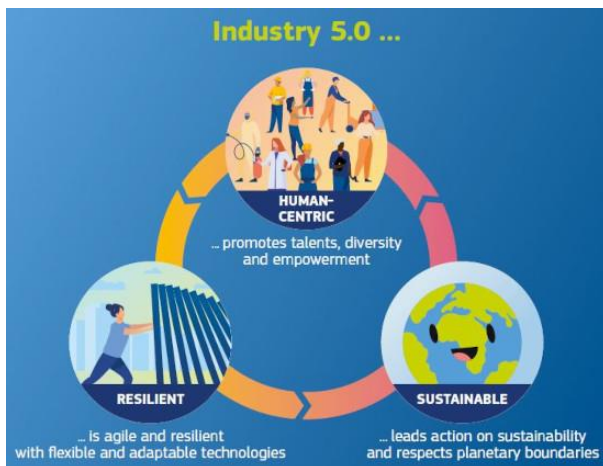 Industry 5.0 ...
HUMAN-
CENTRIC
... promotes talents, diversity
and empowerment
RESILIENT
... is agile and resilient
with flexible and adaptable technologies
SUSTAINABLE
... leads action on sustainability
and respects planetary boundaries